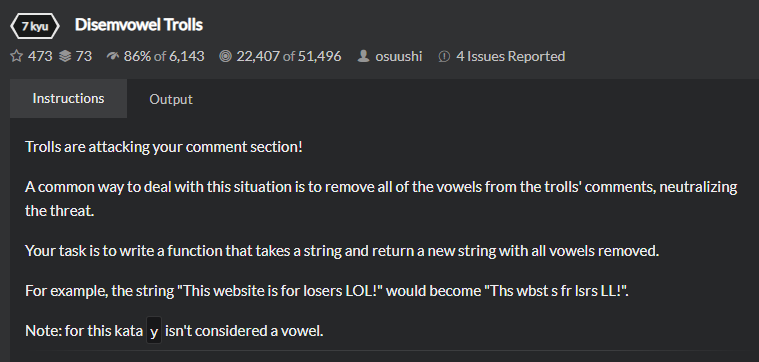 7 kyu Disemvowel Trolls
473 73 86% of 6,143 22,407 of 51,496 osuushi 4 Issues Reported
Instructions Output
Trolls are attacking your comment section!
A common way to deal with this situation is to remove all of the vowels from the trolls' comments, neutralizing
the threat.
Your task is to write a function that takes a string and return a new string with all vowels removed.
For example, the string "This website is for losers LOL!" would become "Ths wbst s fr lsrs LL!".
Note: for this kata y isn't considered a vowel.